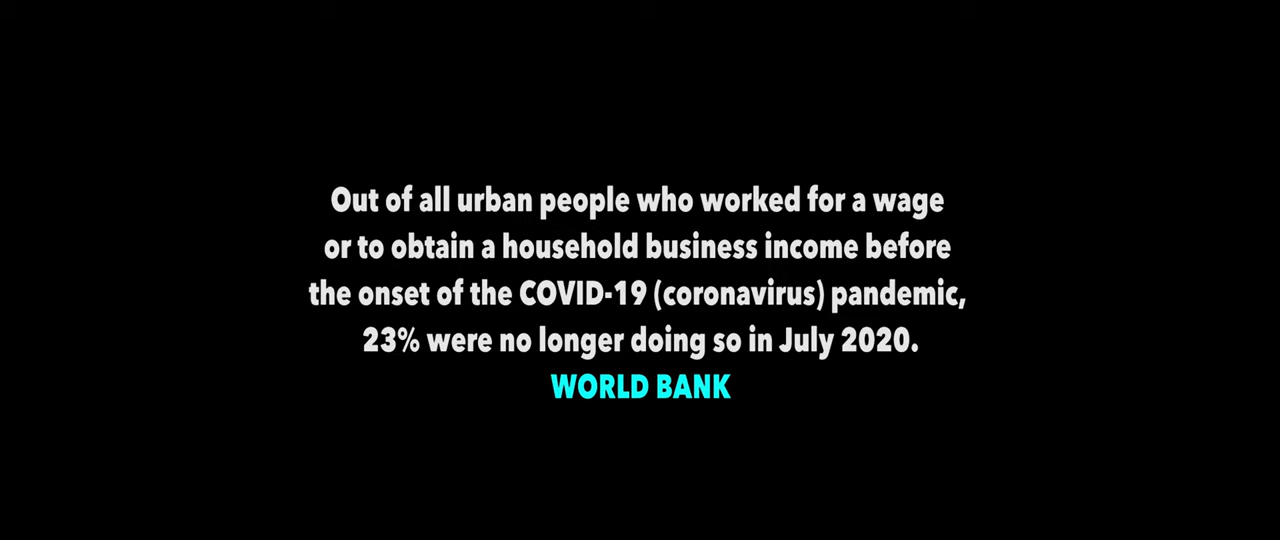 Out of all urban people who worked for a wage
or to obtain a household business income before
the onset of the COVID-19 (coronavirus) pandemic,
23% were no longer doing so in July 2020.
WORLD BANK